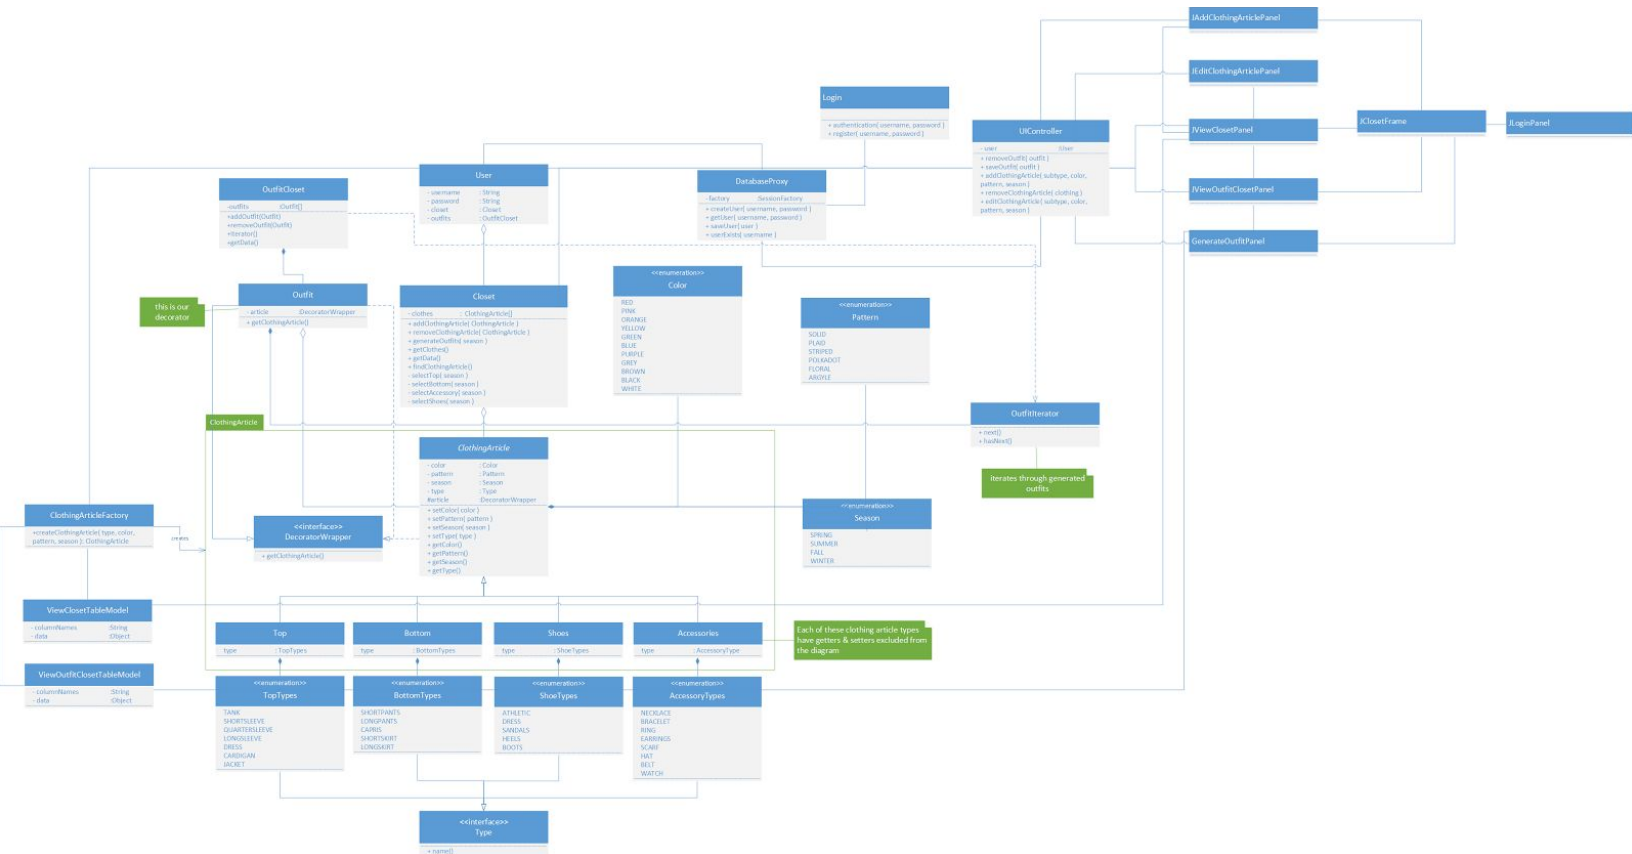 JAddClothingArticlePanel
JEditClothingArticlePanel
Login
+ authentication( username, password )
+ register( username, password )
UIController
- user :User
+ removeOutfit( outfit )
+ saveOutfit( outfit )
+ addClothingArticle( subtype, color,
pattern, season )
+ removeClothingArticle( clothing )
+ editClothingArticle( subtype, color,
pattern, season )
JViewClosetPanel
JClosetFrame
JLoginPanel
JViewOutfitClosetPanel
GenerateOutfitPanel
User
- username : String
- password : String
- closet : Closet
- outfits : OutfitCloset
DatabaseProxy
- factory :SessionFactory
+ createUser( username, password )
+ getUser( username, password )
+ saveUser( user )
+ userExists( username )
OutfitCloset
-outfits :Outfit[]
+addOutfit(Outfit)
+removeOutfit(Outfit)
+iterator()
+getData()
this is our
decorator
Outfit
- article :DecoratorWrapper
+ getClothingArticle()
Closet
- clothes : ClothingArticle[]
+ addClothingArticle( ClothingArticle )
+ removeClothingArticle( ClothingArticle )
+ generateOutfits( season )
+ getClothes()
+ getData()
+ findClothingArticle()
- selectTop( season )
- selectBottom( season )
- selectAccessory( season )
- selectShoes( season )
<<enumeration>>
Color
RED
PINK
ORANGE
YELLOW
GREEN
BLUE
PURPLE
GREY
BROWN
BLACK
WHITE
<<enumeration>>
Pattern
SOLID
PLAID
STRIPED
POLKADOT
FLORAL
ARGYLE
OutfitIterator
+ next()
+ hasNext()
iterates through generated
outfits
ClothingArticle
ClothingArticle
- color : Color
- pattern : Pattern
- season : Season
- type : Type
#article :DecoratorWrapper
+ setColor( color )
+ setPattern( pattern )
+ setSeason( season )
+ setType( type )
+ getColor()
+ getPattern()
+ getSeason()
+ getType()
<<enumeration>>
Season
SPRING
SUMMER
FALL
WINTER
ClothingArticleFactory
+createClothingArticle( type, color,
pattern, season ): ClothingArticle
creates
<<interface>>
DecoratorWrapper
+ getClothingArticle()
ViewClosetTableModel
- columnNames :String
- data :Object
ViewOutfitClosetTableModel
- columnNames :String
- data :Object
Top
type : TopTypes
Bottom
type : BottomTypes
Shoes
type : ShoeTypes
Accessories
type : AccessoryType
Each of these clothing article types
have getters & setters excluded from
the diagram
<<enumeration>>
TopTypes
TANK
SHORTSLEEVE
QUARTERSLEEVE
LONGSLEEVE
DRESS
CARDIGAN
JACKET
<<enumeration>>
BottomTypes
SHORTPANTS
LONGPANTS
CAPRIS
SHORTSKIRT
LONGSKIRT
<<enumeration>>
ShoeTypes
ATHLETIC
DRESS
SANDALS
HEELS
BOOTS
<<enumeration>>
AccessoryTypes
NECKLACE
BRACELET
RING
EARRINGS
SCARF
HAT
BELT
WATCH
<<interface>>
Type
+ name()